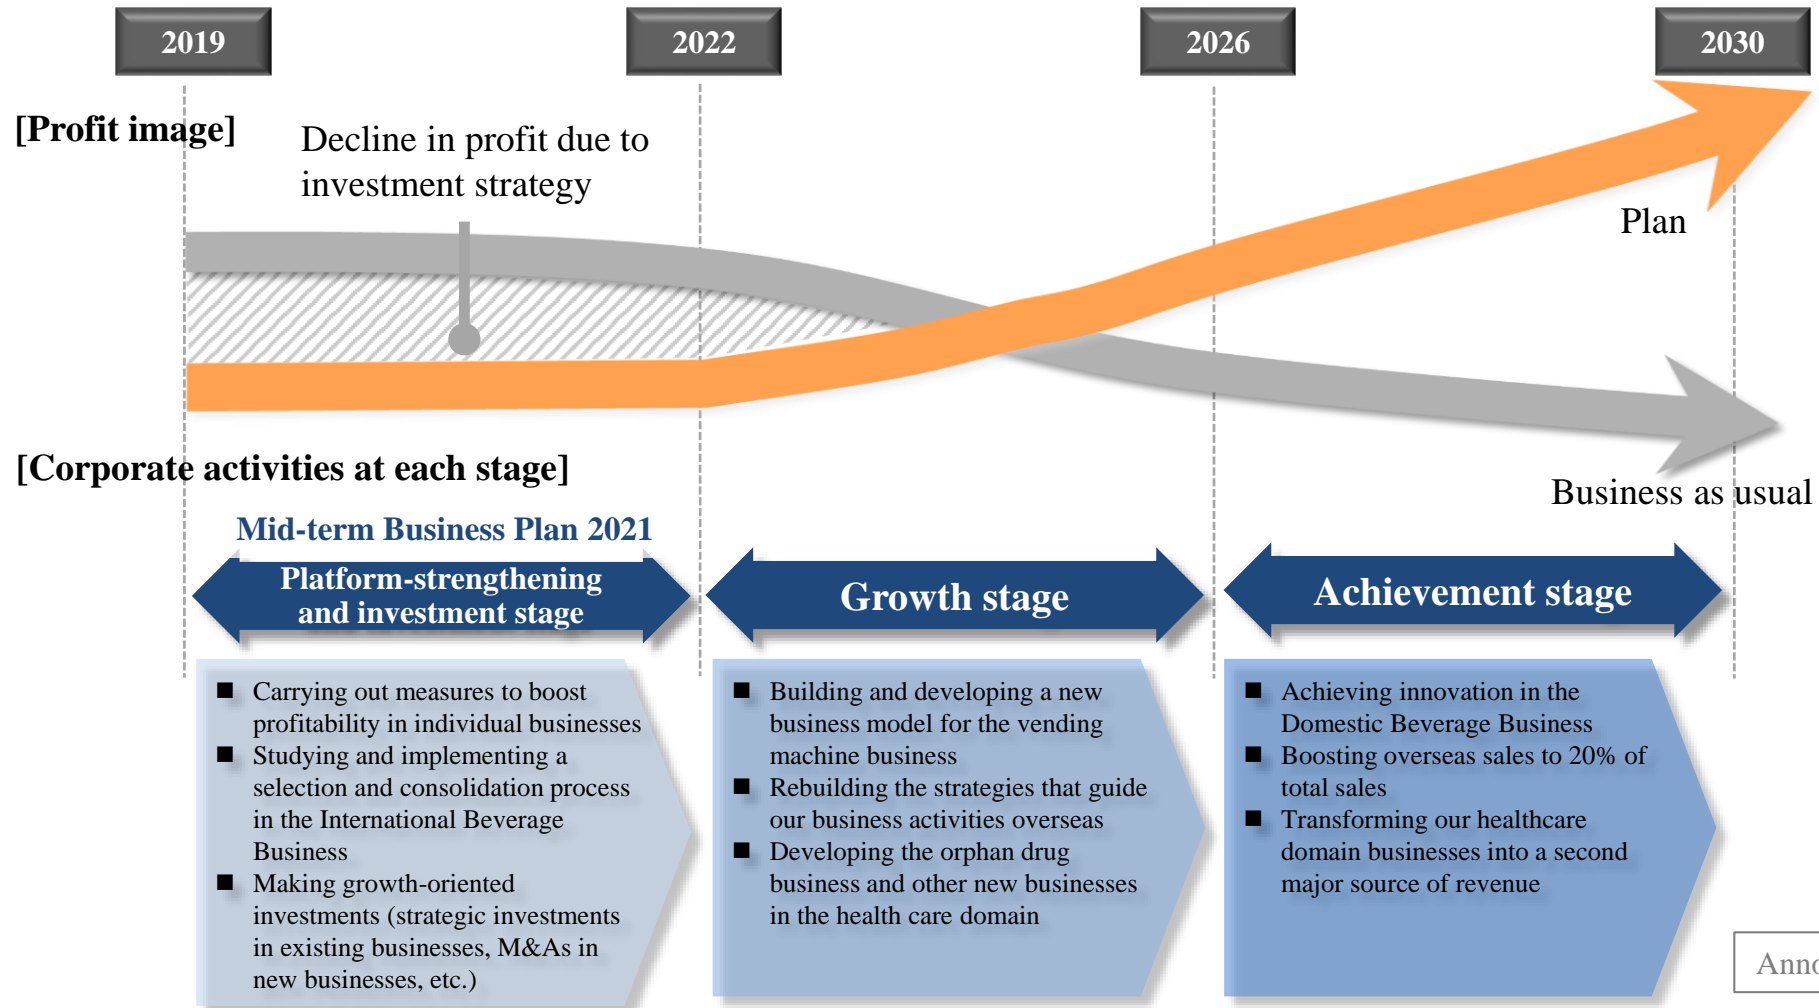 2019
2022
2026
2030
[Profit image]
Decline in profit due to
investment strategy
Plan
Business as usual
[Corporate activities at each stage]
Mid-term Business Plan 2021
Platform-strengthening
and investment stage
Growth stage
Achievement stage
■ Carrying out measures to boost
profitability in individual businesses
■ Studying and implementing a
selection and consolidation process
in the International Beverage
Business
■ Making growth-oriented
investments (strategic investments
in existing businesses, M&As in
new businesses, etc.)
■ Building and developing a new
business model for the vending
machine business
■ Rebuilding the strategies that guide
our business activities overseas
■ Developing the orphan drug
business and other new businesses
in the health care domain
■ Achieving innovation in the
Domestic Beverage Business
■ Boosting overseas sales to 20% of
total sales
■ Transforming our healthcare
domain businesses into a second
major source of revenue